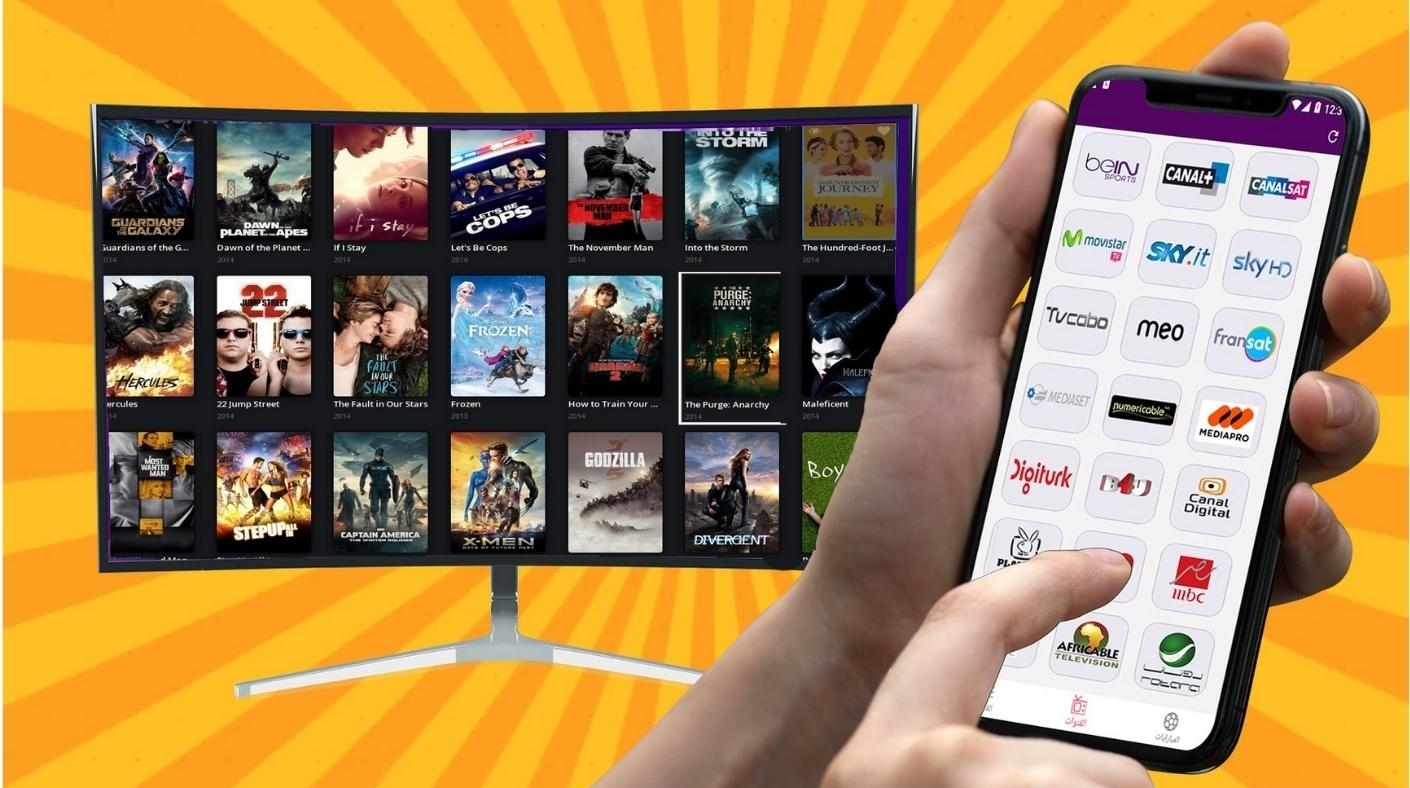 GUARDIANS
OF THE GALAXY
DAWN OF THE
PLANET OF THE APES
if i stay
LET'S BE
COPS
THE NOVEMBER
MAN
INTO THE
STORM
THE HUNDRED-FOOT
JOURNEY
Guardians of the G...
Dawn of the Planet ...
If I Stay
Let's Be Cops
The November Man
Into the Storm
The Hundred-Foot J...
2014
2014
2014
2014
2014
2014
2014
HERCULES
22
JUMP STREET
THE
FAULT
IN OUR
STARS
FROZEN
2
THE
PURGE:
ANARCHY
MALEFI
ercules
22 Jump Street
The Fault in Our Stars
Frozen
How to Train Your ...
The Purge: Anarchy
Maleficent
014
2014
2014
2013
2014
2014
2014
A
MOST
WANTED
MAN
STEPUP
CAPTAIN AMERICA
THE WINTER SOLDIER
X-MEN
DAYS OF FUTURE PAST
GODZILLA
DIVERGENT
BOY
12:3
beIN
SPORTS
CANAL+
CANALSAT
movistar
TV
SKY.it
sky HD
Tvcabo
meo
fransat
MEDIASET
numericable
MEDIAPRO
Digiturk
B4U
Canal
Digital
mbc
AFRICABLE
TELEVISION
روتانا
rotana
القنوات
المباريات